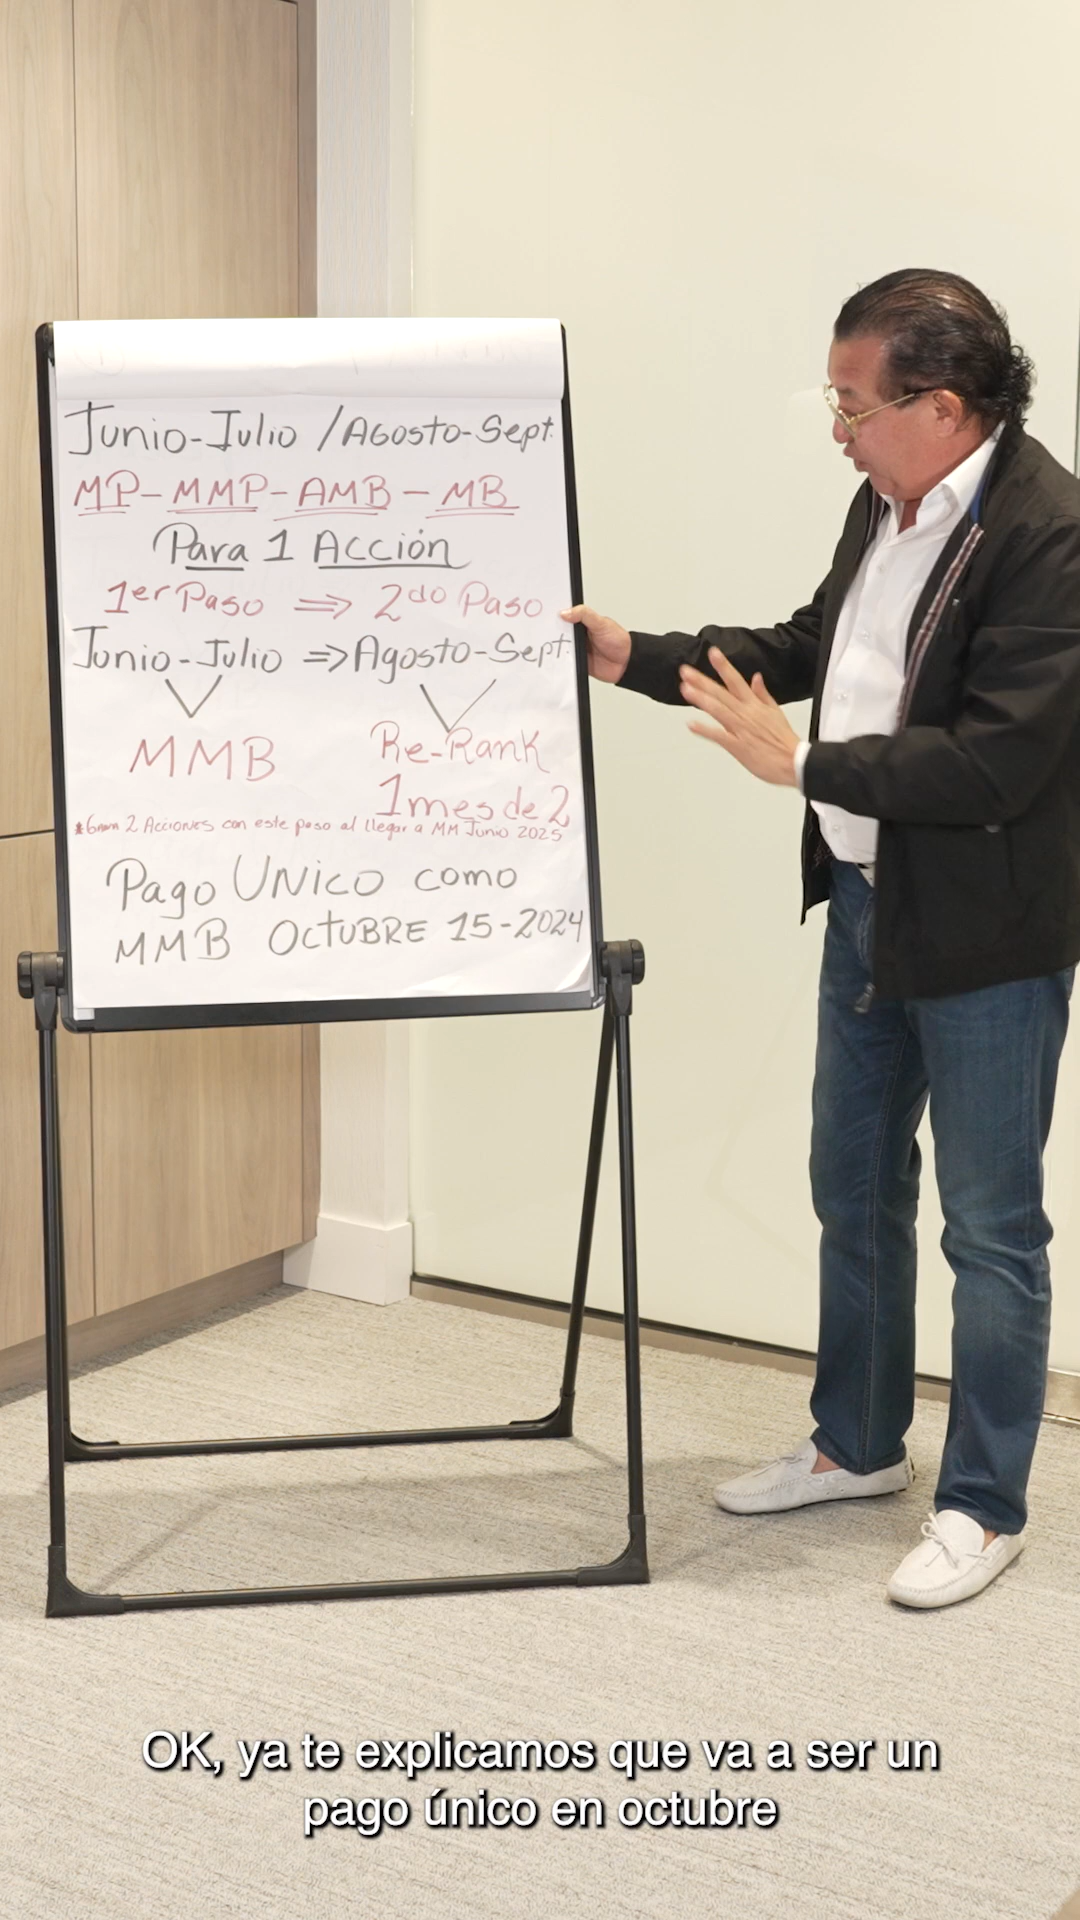 Junio-Julio / Agosto-Sept.
MP - MMP - AMB - MB
Para 1 Acción
1er Paso => 2do Paso
Junio-Julio => Agosto-Sept.
MMB
Re-Rank
1 mes de 2
2 Acciones con este paso al llegar a MM Junio 2025
Pago Unico como
MMB OCTUBRE 15-2024
OK, ya te explicamos que va a ser un
pago único en octubre